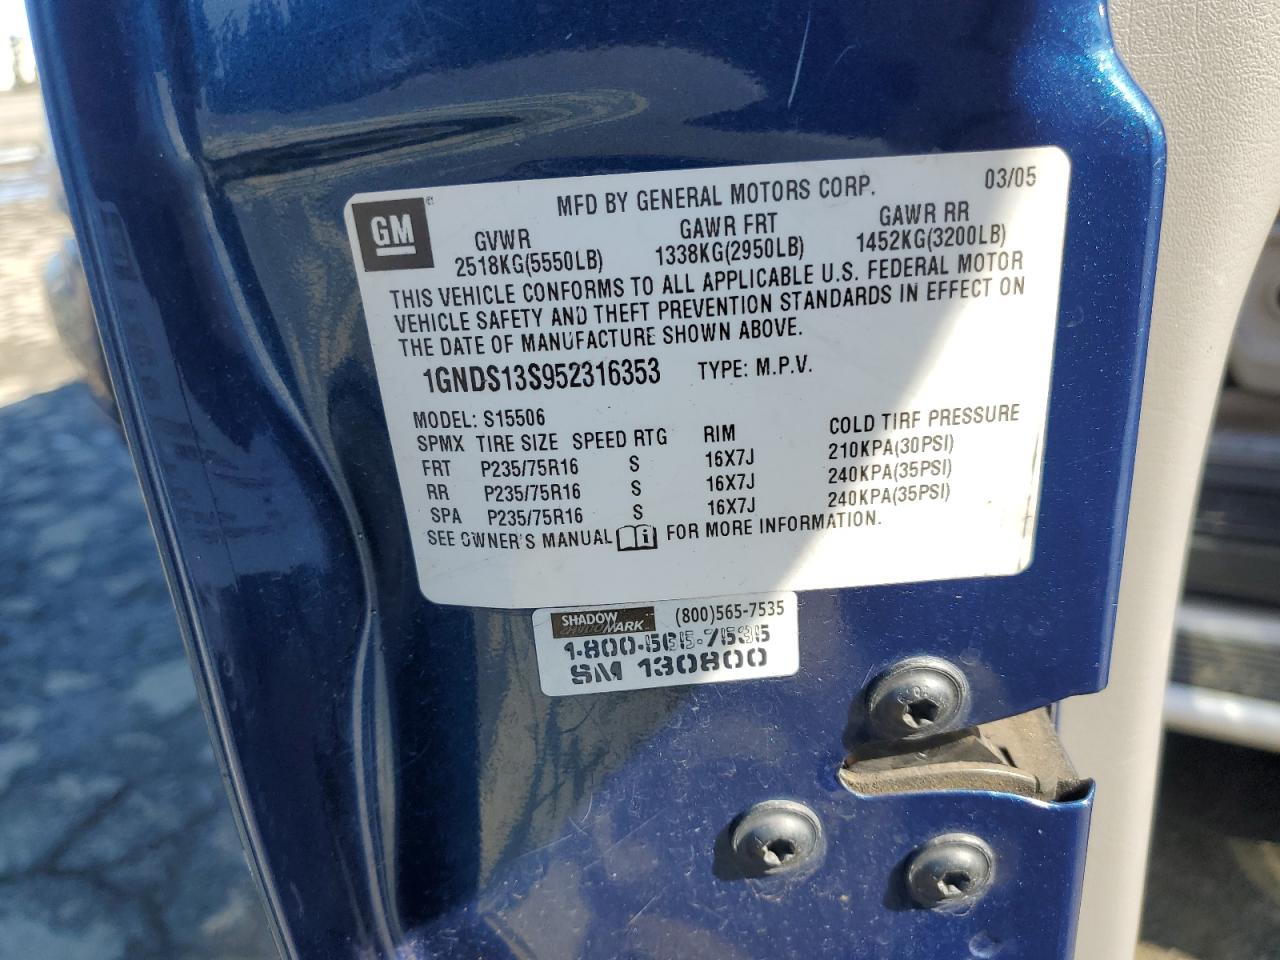 MFD BY GENERAL MOTORS CORP. 03/05
GM
GVWR GAWR FRT GAWR RR
2518KG(5550LB) 1338KG(2950LB) 1452KG(3200LB)
THIS VEHICLE CONFORMS TO ALL APPLICABLE U.S. FEDERAL MOTOR
VEHICLE SAFETY AND THEFT PREVENTION STANDARDS IN EFFECT ON
THE DATE OF MANUFACTURE SHOWN ABOVE.
1GNDS13S952316353 TYPE: M.P.V.
MODEL: S15506
SPMX TIRE SIZE SPEED RTG RIM COLD TIRE PRESSURE
FRT P235/75R16 S 16X7J 210KPA(30PSI)
RR P235/75R16 S 16X7J 240KPA(35PSI)
SPA P235/75R16 S 16X7J 240KPA(35PSI)
SEE OWNER'S MANUAL FOR MORE INFORMATION.
SHADOW MARK (800)565-7535
1-800-565-7535
SM 130800